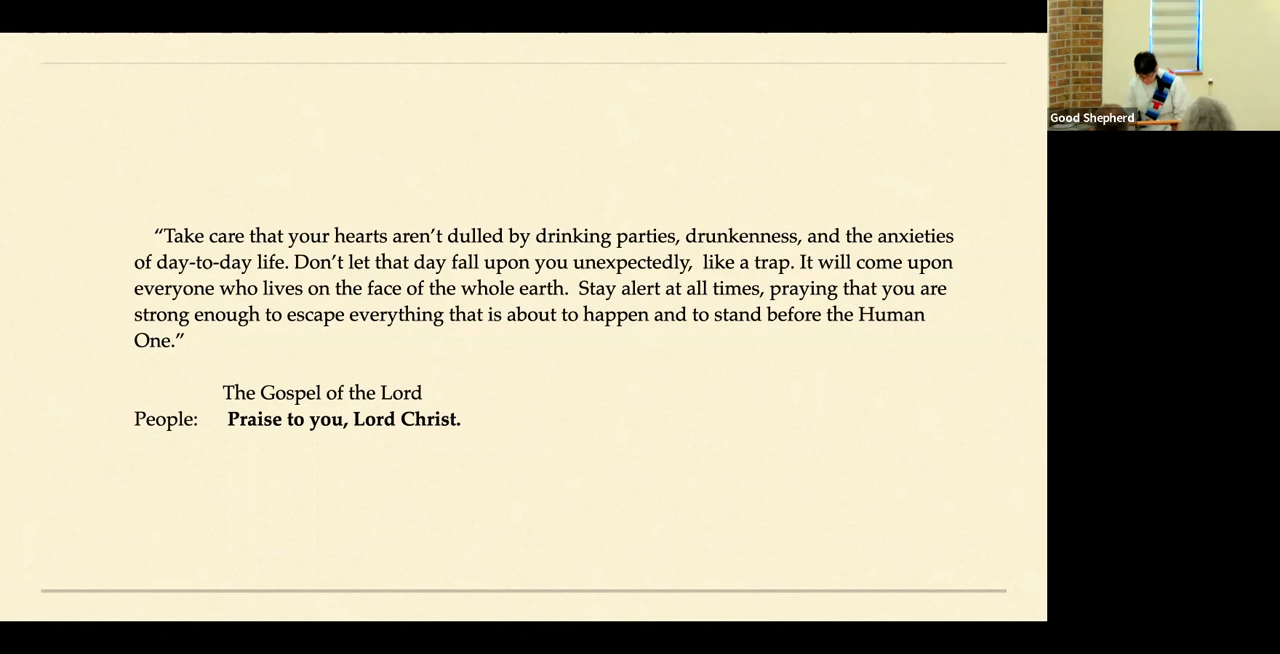 “Take care that your hearts aren’t dulled by drinking parties, drunkenness, and the anxieties
of day-to-day life. Don’t let that day fall upon you unexpectedly,  like a trap. It will come upon
everyone who lives on the face of the whole earth.  Stay alert at all times, praying that you are
strong enough to escape everything that is about to happen and to stand before the Human
One.”
The Gospel of the Lord
People: Praise to you, Lord Christ.
Good Shepherd